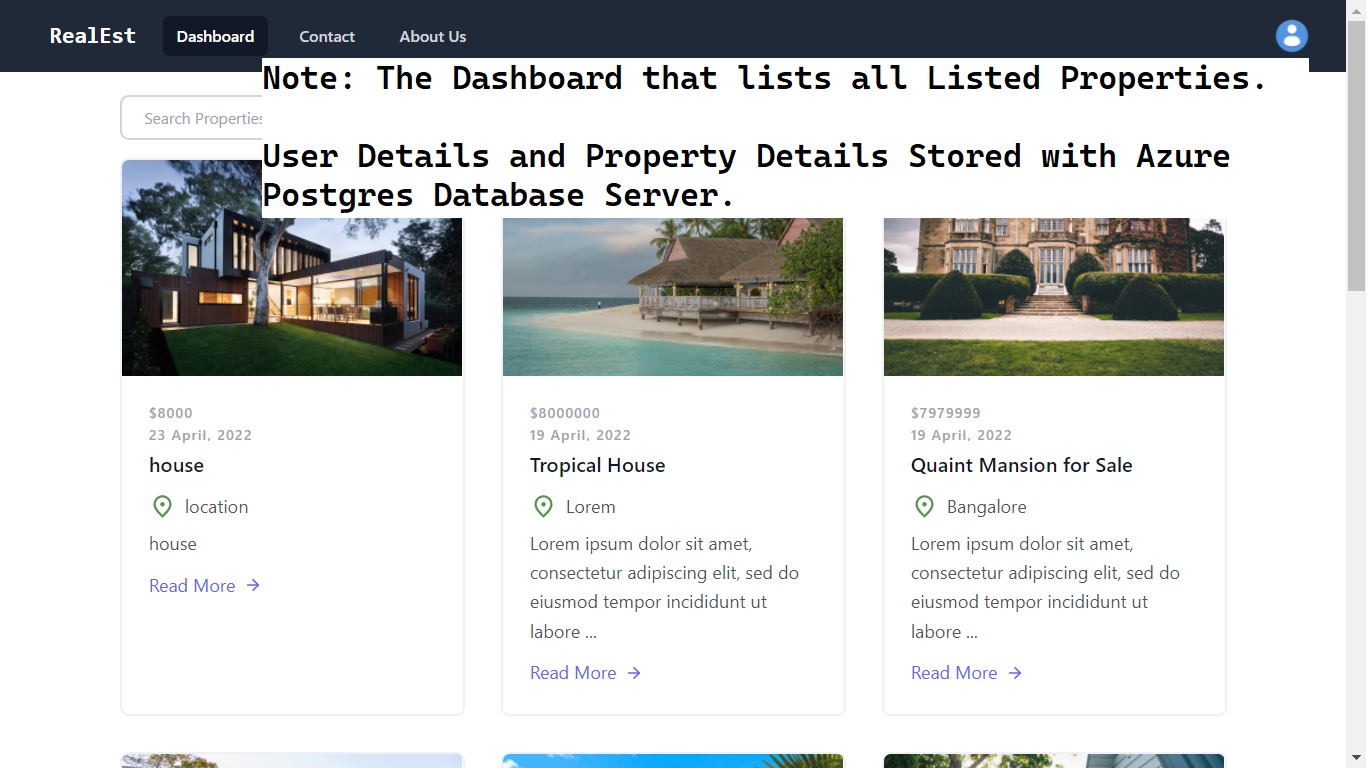 RealEst Dashboard Contact About Us
Note: The Dashboard that lists all Listed Properties.
Search Properties
User Details and Property Details Stored with Azure
Postgres Database Server.
$8000
23 April, 2022
house
location
house
Read More
$8000000
19 April, 2022
Tropical House
Lorem
Lorem ipsum dolor sit amet,
consectetur adipiscing elit, sed do
eiusmod tempor incididunt ut
labore ...
Read More
$7979999
19 April, 2022
Quaint Mansion for Sale
Bangalore
Lorem ipsum dolor sit amet,
consectetur adipiscing elit, sed do
eiusmod tempor incididunt ut
labore ...
Read More